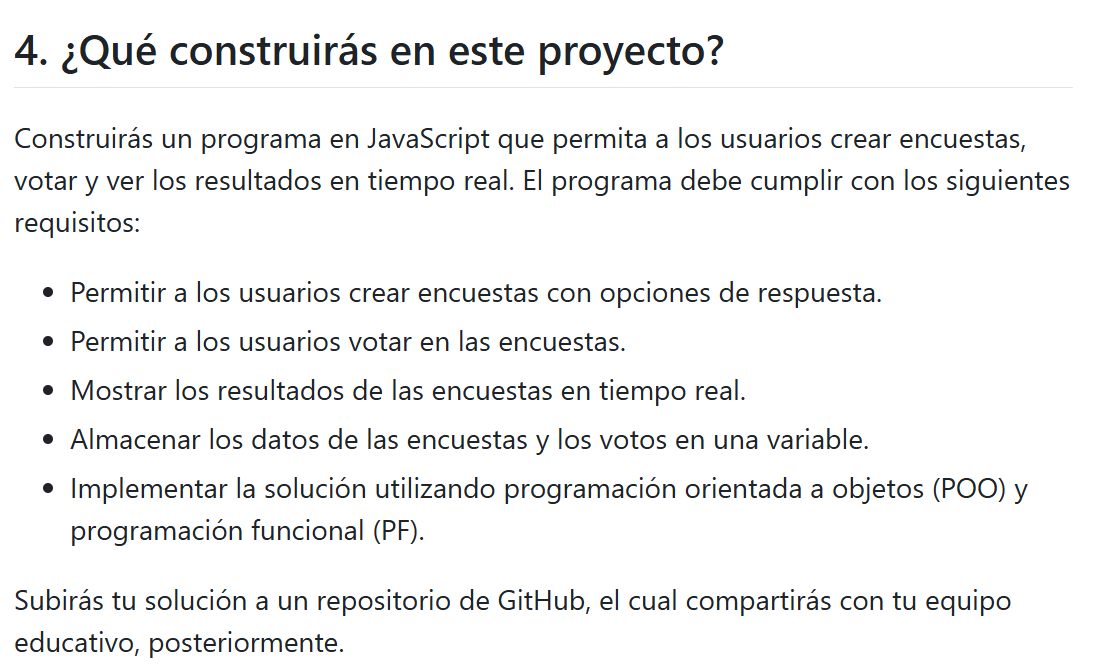 4. ¿Qué construirás en este proyecto?
Construirás un programa en JavaScript que permita a los usuarios crear encuestas,
votar y ver los resultados en tiempo real. El programa debe cumplir con los siguientes
requisitos:
• Permitir a los usuarios crear encuestas con opciones de respuesta.
• Permitir a los usuarios votar en las encuestas.
• Mostrar los resultados de las encuestas en tiempo real.
• Almacenar los datos de las encuestas y los votos en una variable.
• Implementar la solución utilizando programación orientada a objetos (POO) y
programación funcional (PF).
Subirás tu solución a un repositorio de GitHub, el cual compartirás con tu equipo
educativo, posteriormente.